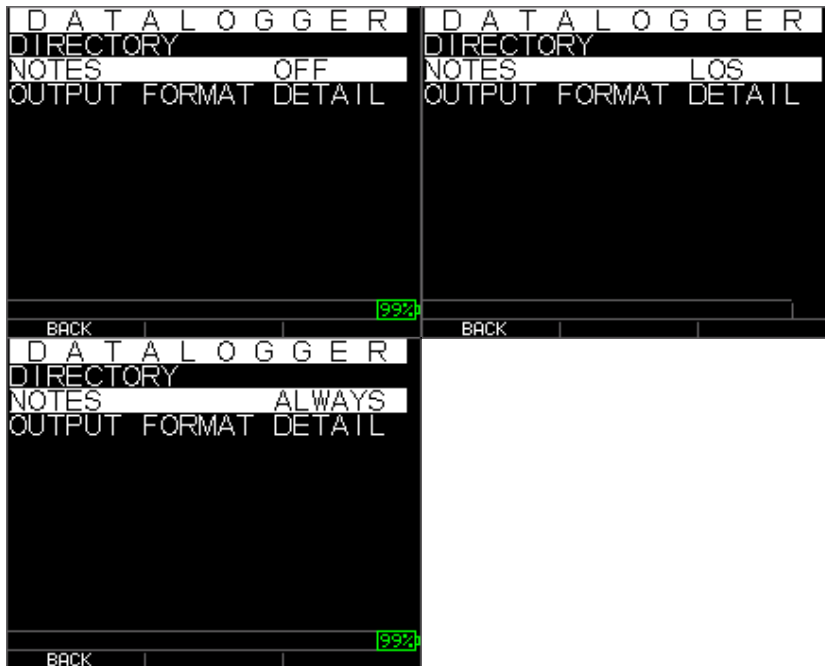 DATALOGGER
DIRECTORY
NOTES OFF
OUTPUT FORMAT DETAIL
99%
BACK
DATALOGGER
DIRECTORY
NOTES LOS
OUTPUT FORMAT DETAIL
BACK
DATALOGGER
DIRECTORY
NOTES ALWAYS
OUTPUT FORMAT DETAIL
99%
BACK